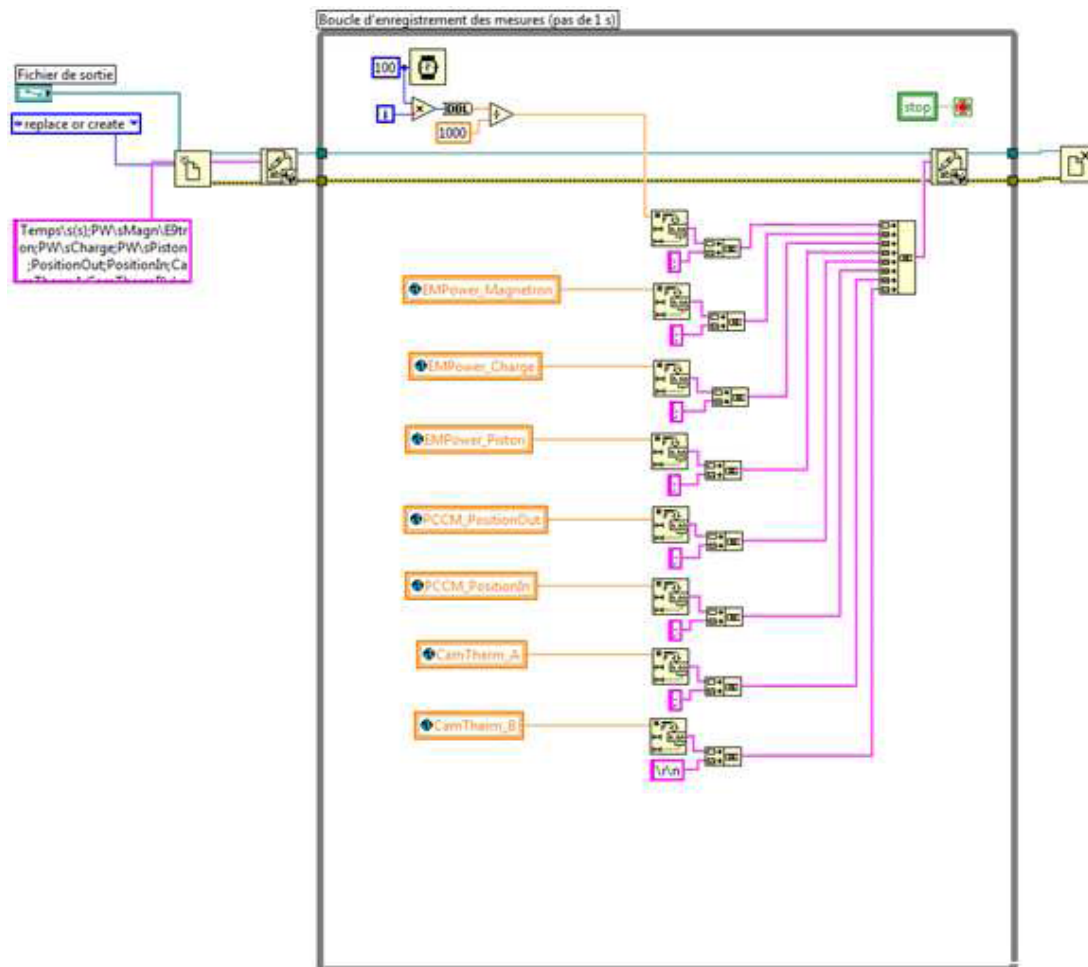 Boucle d'enregistrement des mesures (pas de 1 s)
100
Fichier de sortie
DBL
stop
replace or create
i
1000
Temps\s(s);PW\sMagn\E9tr
on;PW\sCharge;PW\sPiston
;PositionOut;PositionIn;Ca
;
EMPower_Magnetron
;
EMPower_Charge
;
EMPower_Piston
;
PCCM_PositionOut
;
PCCM_PositionIn
;
CamTherm_A
;
CamTherm_B
\r\n